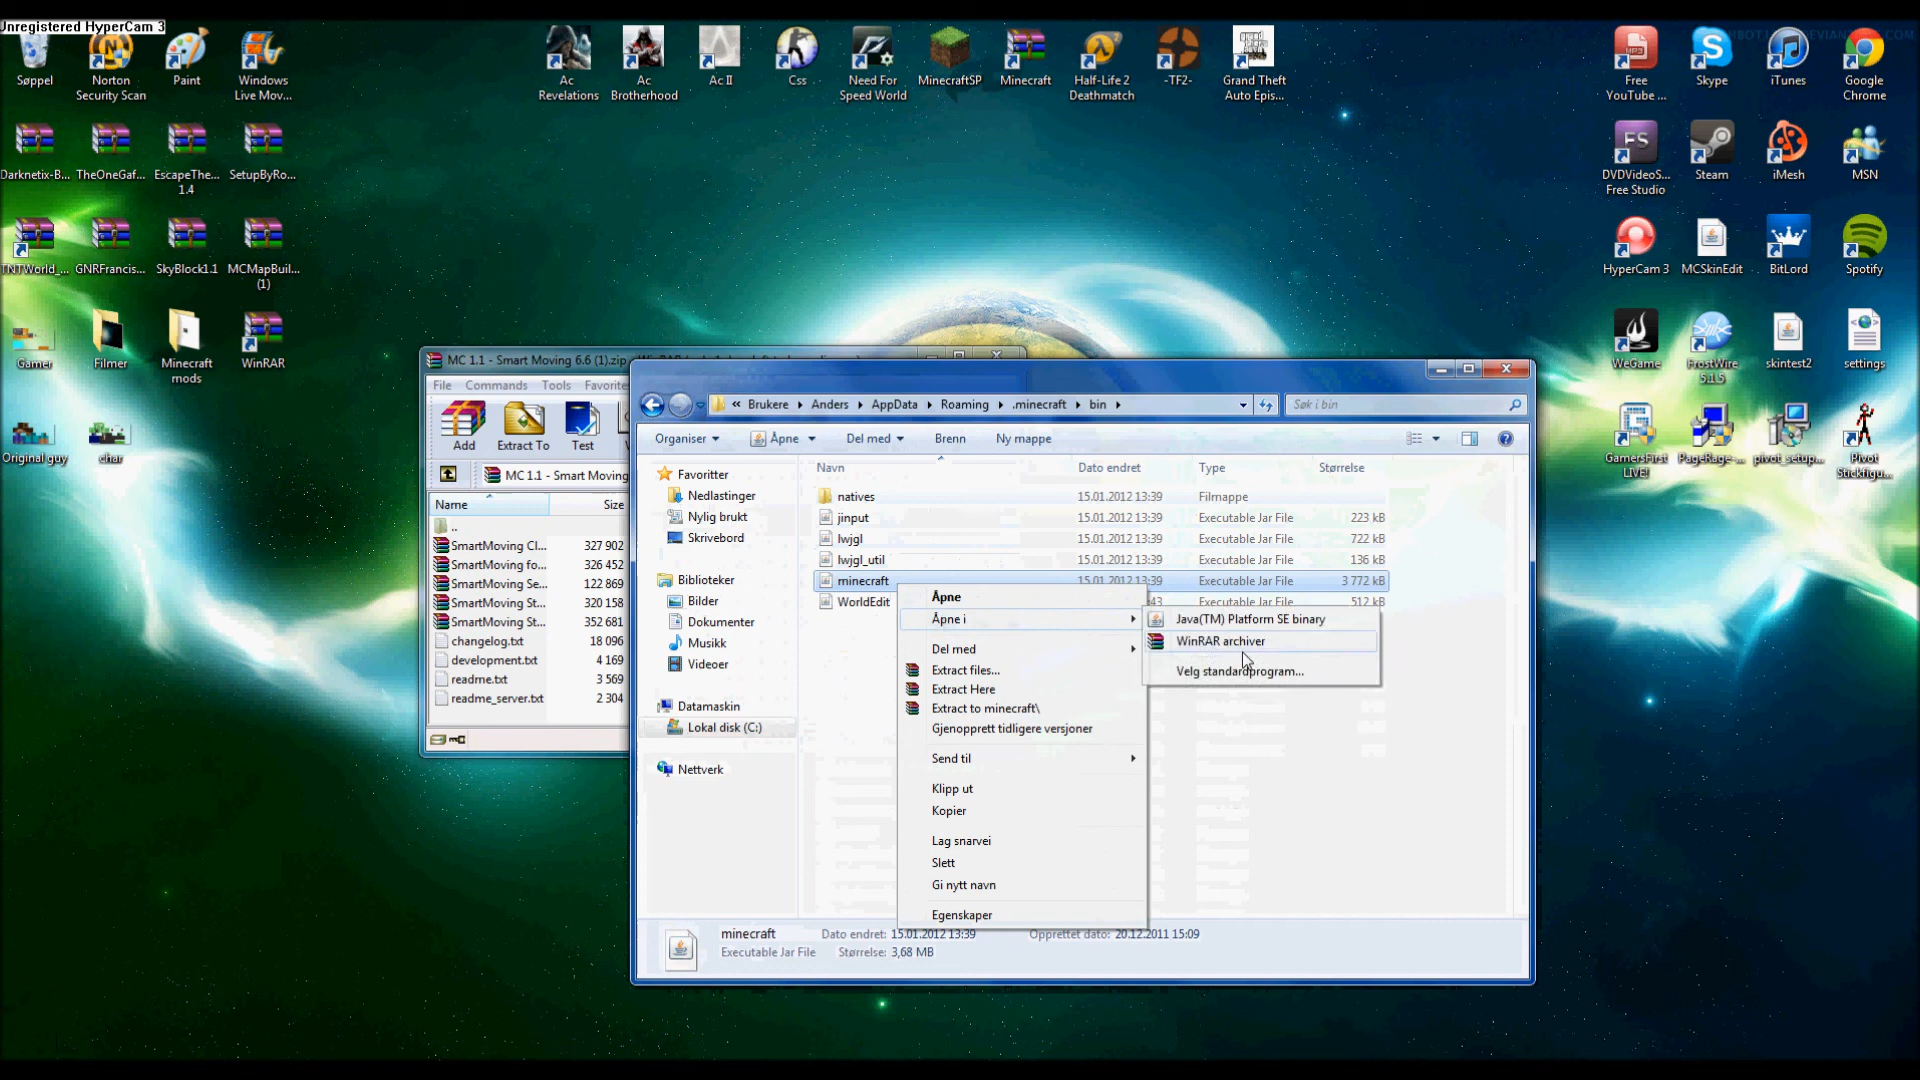 Unregistered HyperCam 3
Søppel
Norton Security Scan
Paint
Windows Live Mov...
Ac Revelations
Ac Brotherhood
Ac II
Css
Need For Speed World
MinecraftSP
Minecraft
Half-Life 2 Deathmatch
-TF2-
Grand Theft Auto Epis...
Free YouTube ...
Skype
iTunes
Google Chrome
Darknetix-B...
TheOneGaf...
EscapeThe... 1.4
SetupByRo...
DVDVideoS... Free Studio
Steam
iMesh
MSN
TNTWorld_...
GNRFrancis...
SkyBlock1.1
MCMapBuil... (1)
HyperCam 3
MCSkinEdit
BitLord
Spotify
Gamer
Filmer
Minecraft mods
WinRAR
WeGame
FrostWire 5.1.5
skintest2
settings
Original guy
char
GamersFirst LIVE!
PageRage-...
pivot_setup...
Pivot Stickfigu...
MC 1.1 - Smart Moving 6.6 (1).zip
File Commands Tools Favorite
Add
Extract To
Test
MC 1.1 - Smart Moving
Name Size
..
SmartMoving Cl... 327 902
SmartMoving fo... 326 452
SmartMoving Se... 122 869
SmartMoving St... 320 158
SmartMoving St... 352 681
changelog.txt 18 096
development.txt 4 169
readme.txt 3 569
readme_server.txt 2 304
« Brukere Anders AppData Roaming .minecraft bin
Søk i bin
Organiser Åpne Del med Brenn Ny mappe
Favoritter
Nedlastinger
Nylig brukt
Skrivebord
Biblioteker
Bilder
Dokumenter
Musikk
Videoer
Datamaskin
Lokal disk (C:)
Nettverk
Navn Dato endret Type Størrelse
natives 15.01.2012 13:39 Filmappe
jinput 15.01.2012 13:39 Executable Jar File 223 kB
lwjgl 15.01.2012 13:39 Executable Jar File 722 kB
lwjgl_util 15.01.2012 13:39 Executable Jar File 136 kB
minecraft 15.01.2012 13:39 Executable Jar File 3 772 kB
WorldEdit 43 Executable Jar File 512 kB
Åpne
Åpne i
Del med
Extract files...
Extract Here
Extract to minecraft\
Gjenopprett tidligere versjoner
Send til
Klipp ut
Kopier
Lag snarvei
Slett
Gi nytt navn
Egenskaper
Java(TM) Platform SE binary
WinRAR archiver
Velg standardprogram...
minecraft Dato endret: 15.01.2012 13:39 Opprettet dato: 20.12.2011 15:09
Executable Jar File Størrelse: 3,68 MB